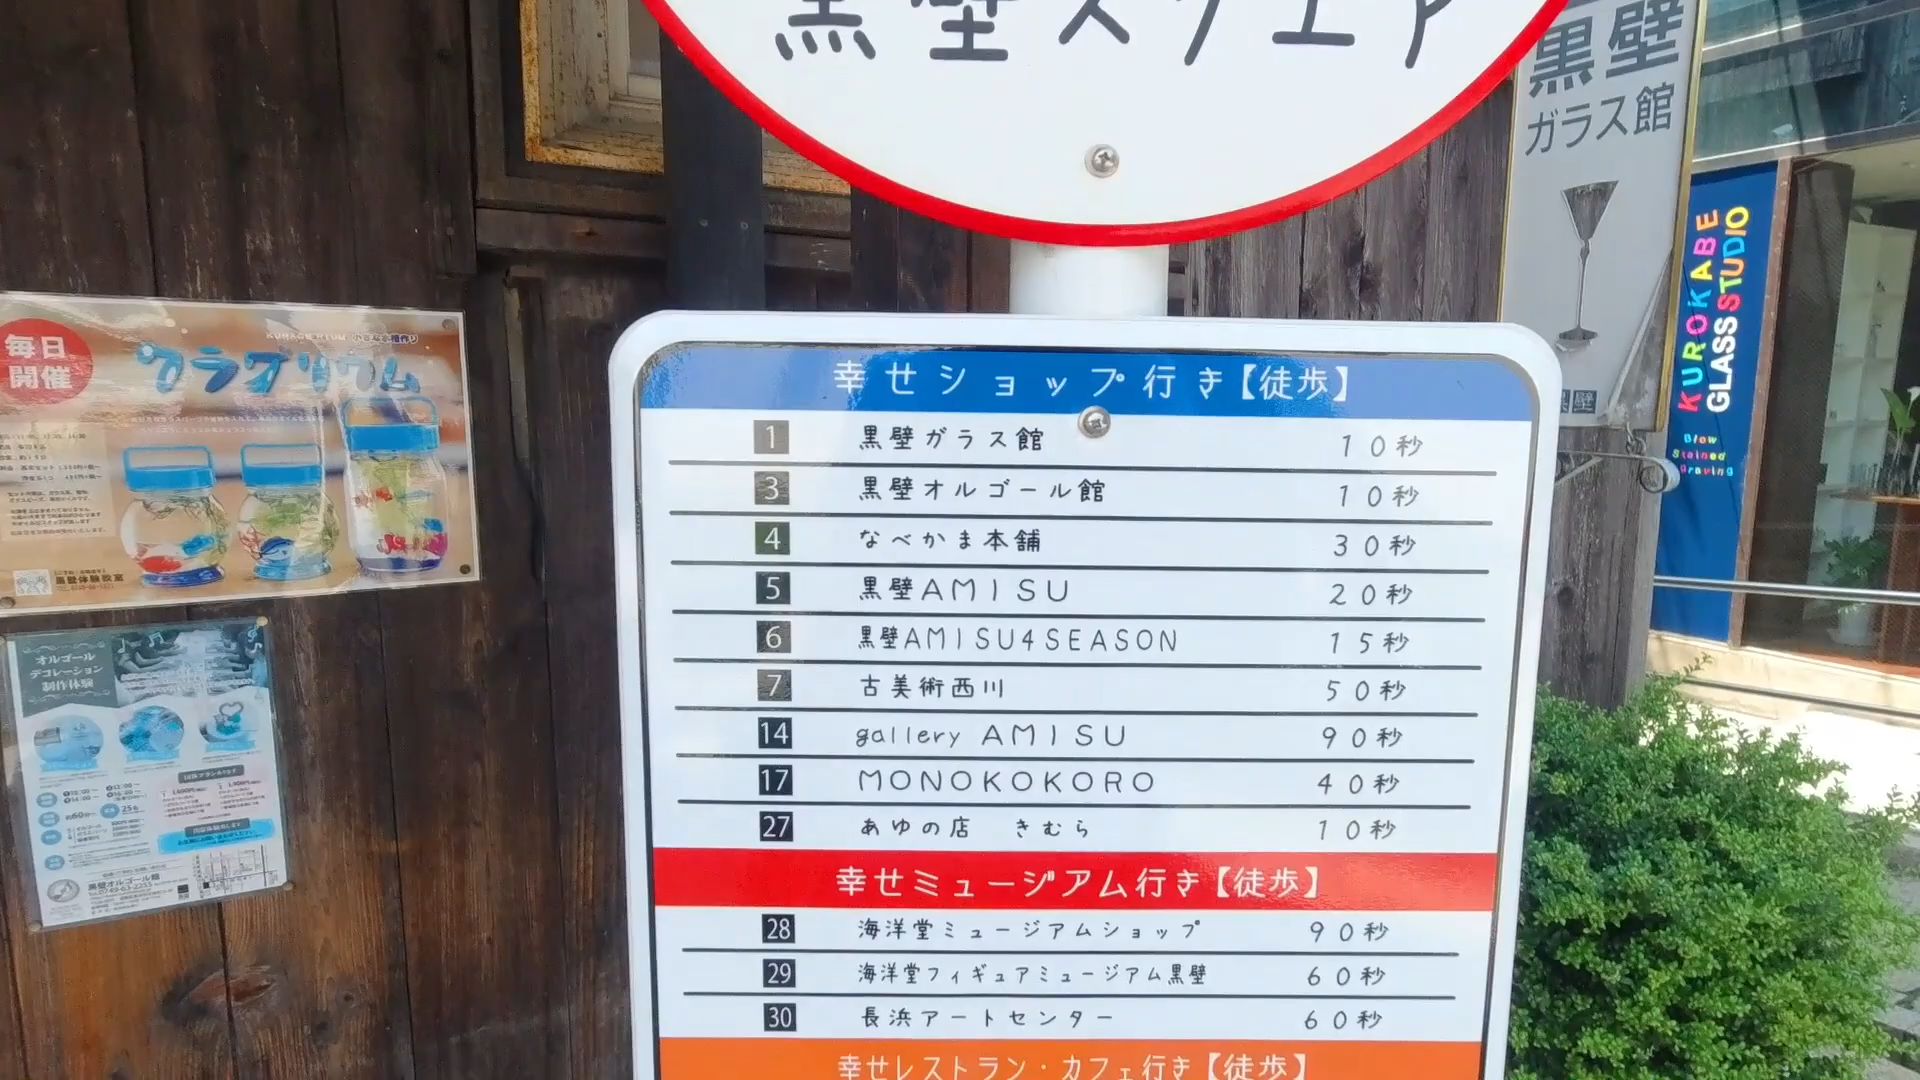 黒壁スクエア
黒壁
ガラス館
KUROKABE
GLASS STUDIO
Blow
Stained
Graving
幸せショップ行き【徒歩】
1 黒壁ガラス館 10秒
3 黒壁オルゴール館 10秒
4 なべかま本舗 30秒
5 黒壁AMISU 20秒
6 黒壁AMISU4SEASON 15秒
7 古美術西川 50秒
14 gallery AMISU 90秒
17 MONOKOKORO 40秒
27 あゆの店 きむら 10秒
幸せミュージアム行き【徒歩】
28 海洋堂ミュージアムショップ 90秒
29 海洋堂フィギュアミュージアム黒壁 60秒
30 長浜アートセンター 60秒
幸せレストラン・カフェ行き【徒歩】
毎日
開催
クラゲリウム
黒壁体験教室
オルゴール
デコレーション
制作体験
黒壁オルゴール館